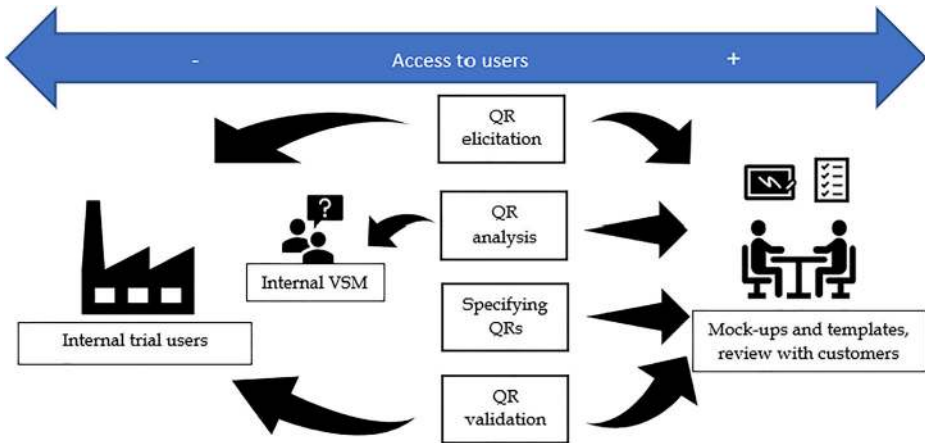 - Access to users +
QR
elicitation
QR
analysis
?
Internal VSM
Specifying
QRs
Internal trial users
Mock-ups and templates,
review with customers
QR
validation